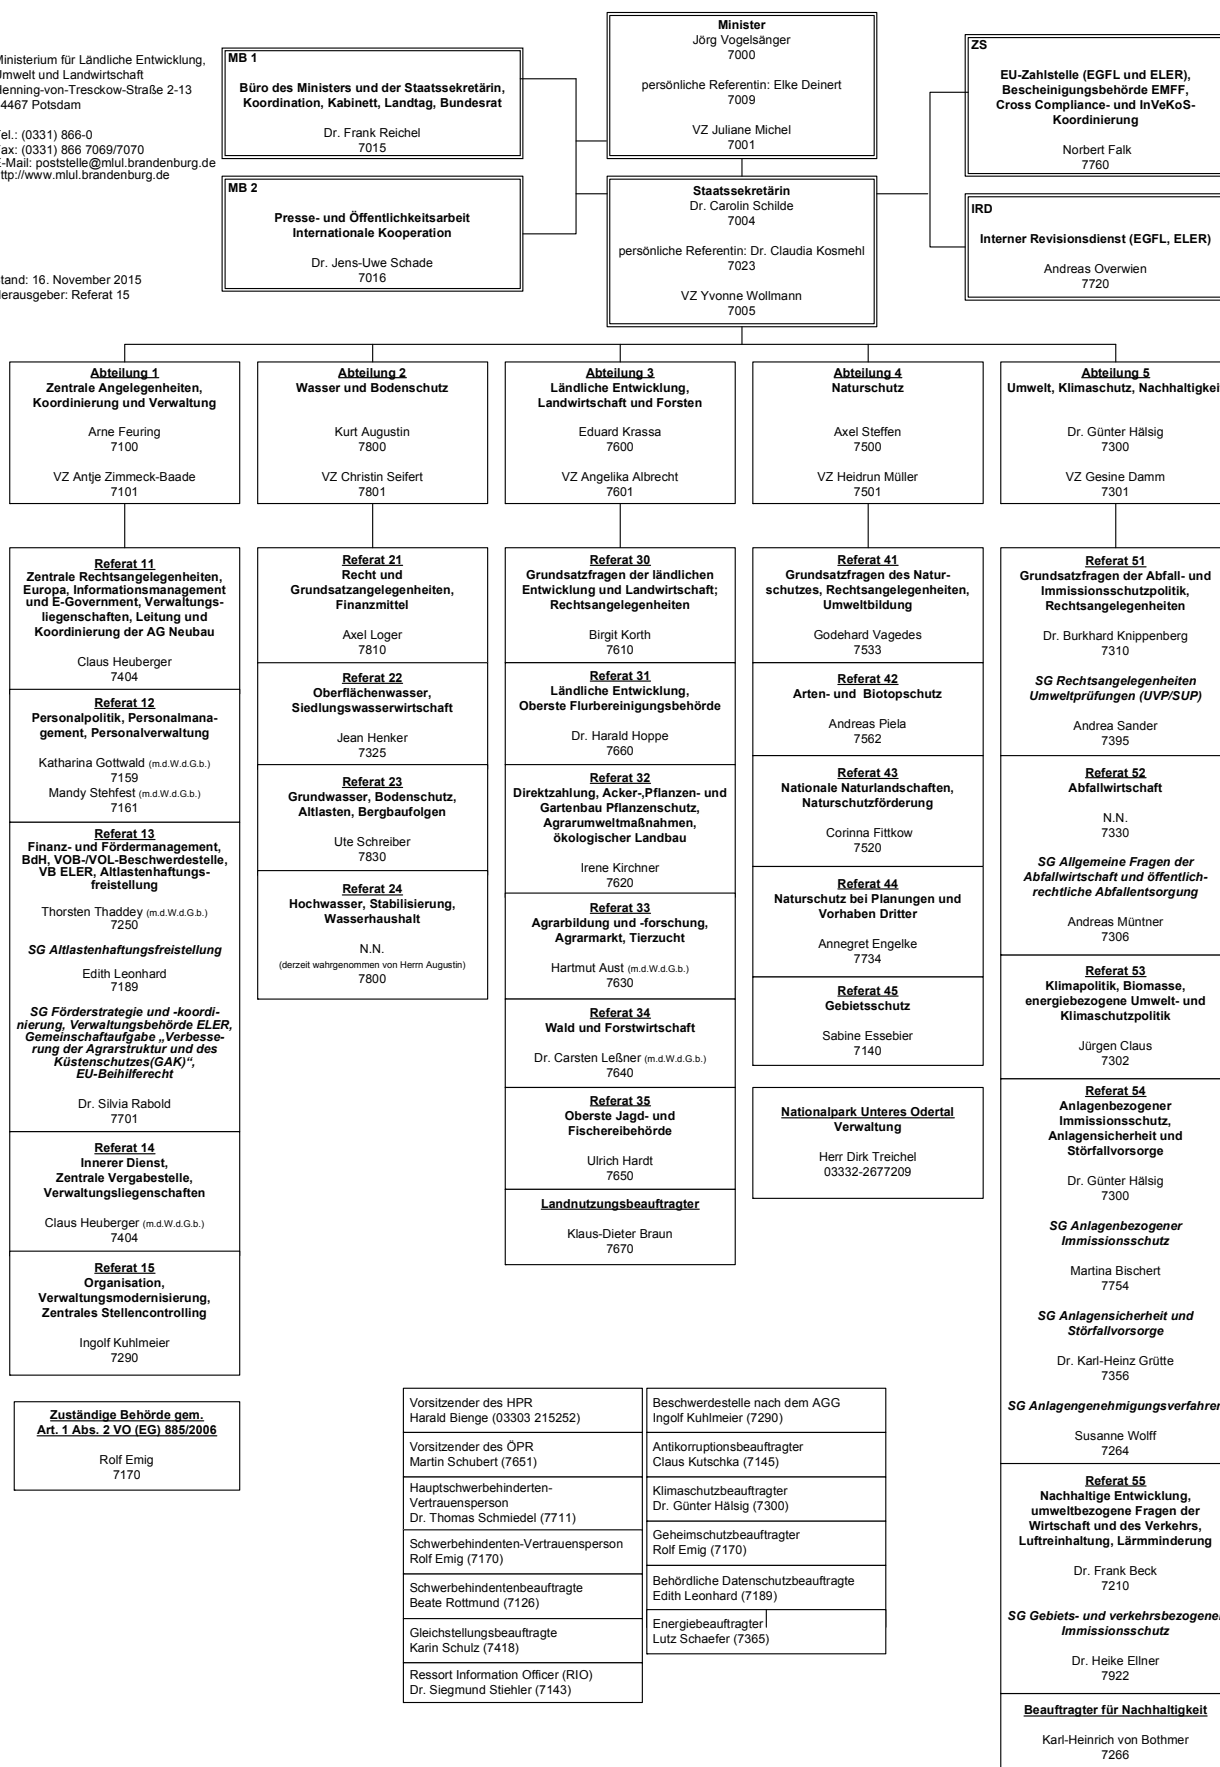 Ministerium für Ländliche Entwicklung,
Umwelt und Landwirtschaft
Henning-von-Tresckow-Straße 2-13
14467 Potsdam
Tel.: (0331) 866-0
Fax: (0331) 866 7069/7070
E-Mail: poststelle@mlul.brandenburg.de
http://www.mlul.brandenburg.de
Stand: 16. November 2015
Herausgeber: Referat 15
MB 1
Büro des Ministers und der Staatssekretärin,
Koordination, Kabinett, Landtag, Bundesrat
Dr. Frank Reichel
7015
MB 2
Presse- und Öffentlichkeitsarbeit
Internationale Kooperation
Dr. Jens-Uwe Schade
7016
Minister
Jörg Vogelsänger
7000
persönliche Referentin: Elke Deinert
7009
VZ Juliane Michel
7001
Staatssekretärin
Dr. Carolin Schilde
7004
persönliche Referentin: Dr. Claudia Kosmehl
7023
VZ Yvonne Wollmann
7005
ZS
EU-Zahlstelle (EGFL und ELER),
Bescheinigungsbehörde EMFF,
Cross Compliance- und InVeKoS-
Koordinierung
Norbert Falk
7760
IRD
Interner Revisionsdienst (EGFL, ELER)
Andreas Overwien
7720
Abteilung 1
Zentrale Angelegenheiten,
Koordinierung und Verwaltung
Arne Feuring
7100
VZ Antje Zimmeck-Baade
7101
Abteilung 2
Wasser und Bodenschutz
Kurt Augustin
7800
VZ Christin Seifert
7801
Abteilung 3
Ländliche Entwicklung,
Landwirtschaft und Forsten
Eduard Krassa
7600
VZ Angelika Albrecht
7601
Abteilung 4
Naturschutz
Axel Steffen
7500
VZ Heidrun Müller
7501
Abteilung 5
Umwelt, Klimaschutz, Nachhaltigkeit
Dr. Günter Hälsig
7300
VZ Gesine Damm
7301
Referat 11
Zentrale Rechtsangelegenheiten,
Europa, Informationsmanagement
und E-Government, Verwaltungs-
liegenschaften, Leitung und
Koordinierung der AG Neubau
Claus Heuberger
7404
Referat 12
Personalpolitik, Personalmana-
gement, Personalverwaltung
Katharina Gottwald (m.d.W.d.G.b.)
7159
Mandy Stehfest (m.d.W.d.G.b.)
7161
Referat 13
Finanz- und Fördermanagement,
BdH, VOB-/VOL-Beschwerdestelle,
VB ELER, Altlastenhaftungs-
freistellung
Thorsten Thaddey (m.d.W.d.G.b.)
7250
SG Altlastenhaftungsfreistellung
Edith Leonhard
7189
SG Förderstrategie und -koordi-
nierung, Verwaltungsbehörde ELER,
Gemeinschaftaufgabe „Verbesse-
rung der Agrarstruktur und des
Küstenschutzes(GAK)“,
EU-Beihilferecht
Dr. Silvia Rabold
7701
Referat 14
Innerer Dienst,
Zentrale Vergabestelle,
Verwaltungsliegenschaften
Claus Heuberger (m.d.W.d.G.b.)
7404
Referat 15
Organisation,
Verwaltungsmodernisierung,
Zentrales Stellencontrolling
Ingolf Kuhlmeier
7290
Zuständige Behörde gem.
Art. 1 Abs. 2 VO (EG) 885/2006
Rolf Emig
7170
Referat 21
Recht und
Grundsatzangelegenheiten,
Finanzmittel
Axel Loger
7810
Referat 22
Oberflächenwasser,
Siedlungswasserwirtschaft
Jean Henker
7325
Referat 23
Grundwasser, Bodenschutz,
Altlasten, Bergbaufolgen
Ute Schreiber
7830
Referat 24
Hochwasser, Stabilisierung,
Wasserhaushalt
N.N.
(derzeit wahrgenommen von Herrn Augustin)
7800
Referat 30
Grundsatzfragen der ländlichen
Entwicklung und Landwirtschaft;
Rechtsangelegenheiten
Birgit Korth
7610
Referat 31
Ländliche Entwicklung,
Oberste Flurbereinigungsbehörde
Dr. Harald Hoppe
7660
Referat 32
Direktzahlung, Acker-,Pflanzen- und
Gartenbau Pflanzenschutz,
Agrarumweltmaßnahmen,
ökologischer Landbau
Irene Kirchner
7620
Referat 33
Agrarbildung und -forschung,
Agrarmarkt, Tierzucht
Hartmut Aust (m.d.W.d.G.b.)
7630
Referat 34
Wald und Forstwirtschaft
Dr. Carsten Leßner (m.d.W.d.G.b.)
7640
Referat 35
Oberste Jagd- und
Fischereibehörde
Ulrich Hardt
7650
Landnutzungsbeauftragter
Klaus-Dieter Braun
7670
Referat 41
Grundsatzfragen des Natur-
schutzes, Rechtsangelegenheiten,
Umweltbildung
Godehard Vagedes
7533
Referat 42
Arten- und Biotopschutz
Andreas Piela
7562
Referat 43
Nationale Naturlandschaften,
Naturschutzförderung
Corinna Fittkow
7520
Referat 44
Naturschutz bei Planungen und
Vorhaben Dritter
Annegret Engelke
7734
Referat 45
Gebietsschutz
Sabine Essebier
7140
Nationalpark Unteres Odertal
Verwaltung
Herr Dirk Treichel
03332-2677209
Referat 51
Grundsatzfragen der Abfall- und
Immissionsschutzpolitik,
Rechtsangelegenheiten
Dr. Burkhard Knippenberg
7310
SG Rechtsangelegenheiten
Umweltprüfungen (UVP/SUP)
Andrea Sander
7395
Referat 52
Abfallwirtschaft
N.N.
7330
SG Allgemeine Fragen der
Abfallwirtschaft und öffentlich-
rechtliche Abfallentsorgung
Andreas Müntner
7306
Referat 53
Klimapolitik, Biomasse,
energiebezogene Umwelt- und
Klimaschutzpolitik
Jürgen Claus
7302
Referat 54
Anlagenbezogener
Immissionsschutz,
Anlagensicherheit und
Störfallvorsorge
Dr. Günter Hälsig
7300
SG Anlagenbezogener
Immissionsschutz
Martina Bischert
7754
SG Anlagensicherheit und
Störfallvorsorge
Dr. Karl-Heinz Grütte
7356
SG Anlagengenehmigungsverfahren
Susanne Wolff
7264
Referat 55
Nachhaltige Entwicklung,
umweltbezogene Fragen der
Wirtschaft und des Verkehrs,
Luftreinhaltung, Lärmminderung
Dr. Frank Beck
7210
SG Gebiets- und verkehrsbezogener
Immissionsschutz
Dr. Heike Ellner
7922
Beauftragter für Nachhaltigkeit
Karl-Heinrich von Bothmer
7266
Vorsitzender des HPR
Harald Bienge (03303 215252)
Vorsitzender des ÖPR
Martin Schubert (7651)
Hauptschwerbehinderten-
Vertrauensperson
Dr. Thomas Schmiedel (7711)
Schwerbehindenten-Vertrauensperson
Rolf Emig (7170)
Schwerbehindentenbeauftragte
Beate Rottmund (7126)
Gleichstellungsbeauftragte
Karin Schulz (7418)
Ressort Information Officer (RIO)
Dr. Siegmund Stiehler (7143)
Beschwerdestelle nach dem AGG
Ingolf Kuhlmeier (7290)
Antikorruptionsbeauftragter
Claus Kutschka (7145)
Klimaschutzbeauftragter
Dr. Günter Hälsig (7300)
Geheimschutzbeauftragter
Rolf Emig (7170)
Behördliche Datenschutzbeauftragte
Edith Leonhard (7189)
Energiebeauftragter
Lutz Schaefer (7365)